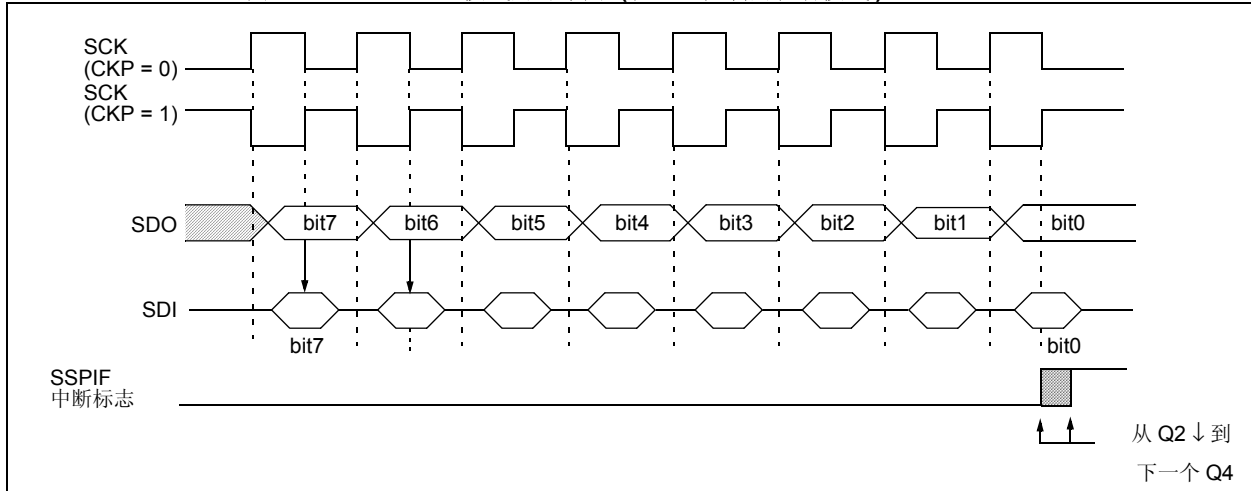 SCK
(CKP = 0)
SCK
(CKP = 1)
SDO
bit7 bit6 bit5 bit4 bit3 bit2 bit1 bit0
SDI
bit7 bit0
SSPIF
中断标志
从 Q2 ↓ 到
下一个 Q4